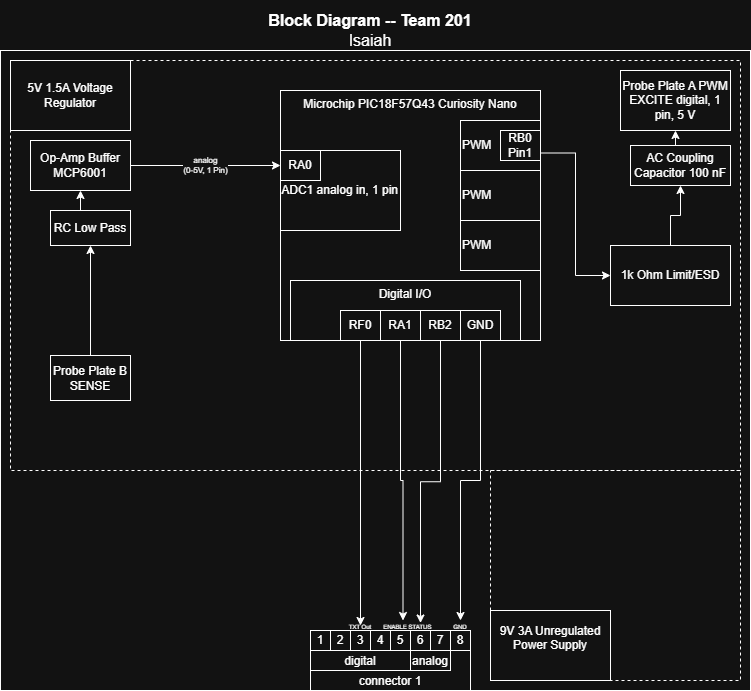 Block Diagram -- Team 201
Isaiah
5V 1.5A Voltage
Regulator
Op-Amp Buffer
MCP6001
RC Low Pass
Probe Plate B
SENSE
analog
(0-5V, 1 Pin)
Microchip PIC18F57Q43 Curiosity Nano
RA0
ADC1 analog in, 1 pin
PWM
RB0
Pin1
PWM
PWM
Digital I/O
RF0
RA1
RB2
GND
Probe Plate A PWM
EXCITE digital, 1
pin, 5 V
AC Coupling
Capacitor 100 nF
1k Ohm Limit/ESD
TXT Out
ENABLE
STATUS
GND
1
2
3
4
5
6
7
8
digital
analog
connector 1
9V 3A Unregulated
Power Supply